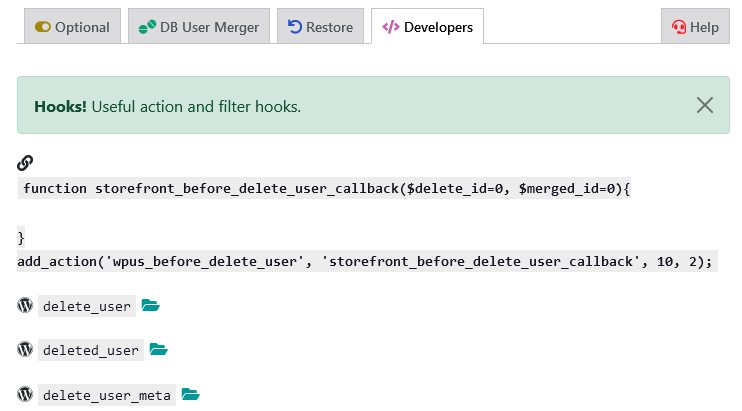 Optional DB User Merger Restore Developers Help
Hooks! Useful action and filter hooks.
function storefront_before_delete_user_callback($delete_id=0, $merged_id=0){
}
add_action('wpus_before_delete_user', 'storefront_before_delete_user_callback', 10, 2);
delete_user
deleted_user
delete_user_meta